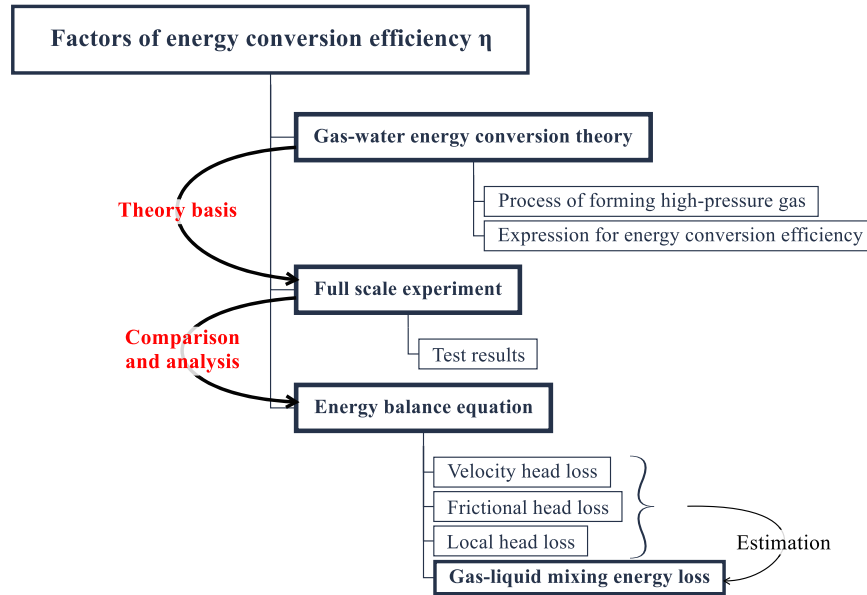 Factors of energy conversion efficiency η
Gas-water energy conversion theory
Process of forming high-pressure gas
Theory basis
Expression for energy conversion efficiency
Full scale experiment
Comparison
and analysis
Test results
Energy balance equation
Velocity head loss
Frictional head loss
Local head loss
Estimation
Gas-liquid mixing energy loss